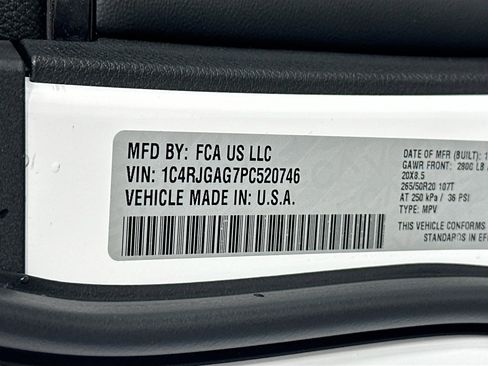 MFD BY: FCA US LLC
VIN: 1C4RJGAG7PC520746
VEHICLE MADE IN: U.S.A.
DATE OF MFR (BUILT): 1
GAWR FRONT: 2800 LB
20X8.5
265/50R20 107T
AT 250 kPa / 36 PSI
TYPE: MPV
THIS VEHICLE CONFORMS
STANDARDS IN EF